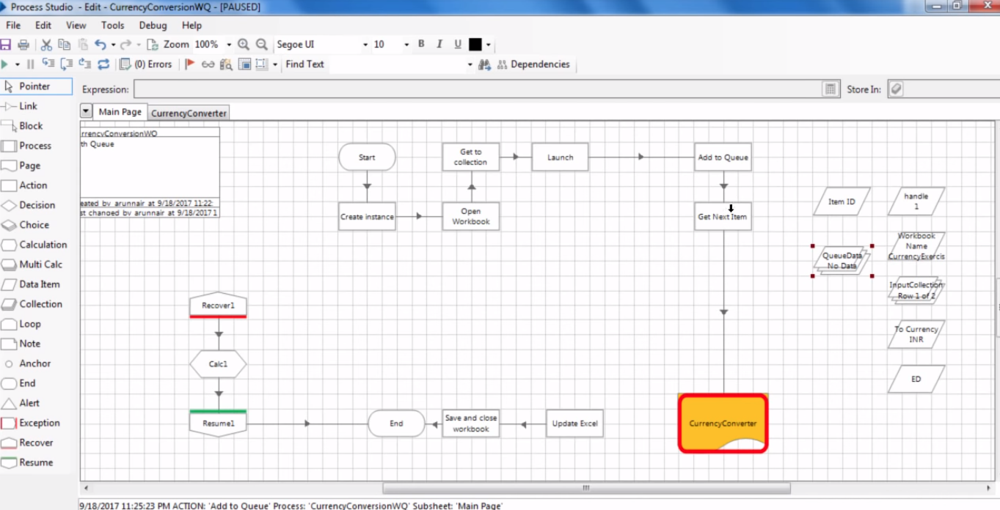 Process Studio - Edit - CurrencyConversionWQ - [PAUSED]
File Edit View Tools Debug Help
Zoom 100% Segoe UI 10 B I U
(0) Errors Find Text Dependencies
Pointer
Link
Block
Process
Page
Action
Decision
Choice
Calculation
Multi Calc
Data Item
Collection
Loop
Note
Anchor
End
Alert
Exception
Recover
Resume
Expression: Store In:
Main Page CurrencyConverter
rrencyConversionWQ
th Queue
eated by arunnair at 9/18/2017 11:22:
st changed by arunnair at 9/18/2017 1
Start
Get to
collection
Launch
Add to Queue
Create instance
Open
Workbook
Get Next Item
Item ID
handle
1
QueueData
No Data
Workbook
Name
CurrencyExercis
InputCollection
Row 1 of 2
To Currency
INR
ED
Recover1
Calc1
Resume1
End
Save and close
workbook
Update Excel
CurrencyConverter
9/18/2017 11:25:23 PM ACTION: 'Add to Queue' Process: 'CurrencyConversionWQ' Subsheet: 'Main Page'